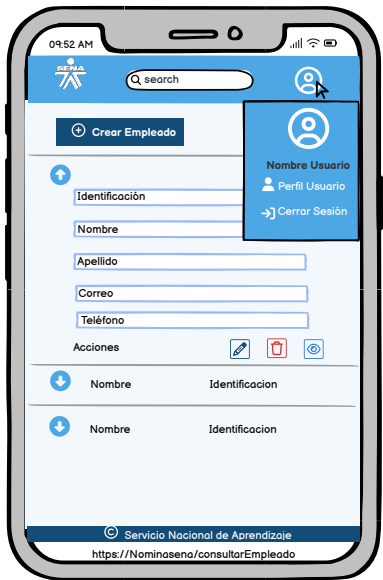 09:52 AM
SENA
search
Crear Empleado
Nombre Usuario
Perfil Usuario
Cerrar Sesión
Identificación
Nombre
Apellido
Correo
Teléfono
Acciones
Nombre Identificacion
Nombre Identificacion
© Servicio Nacional de Aprendizaje
https://Nominasena/consultarEmpleado